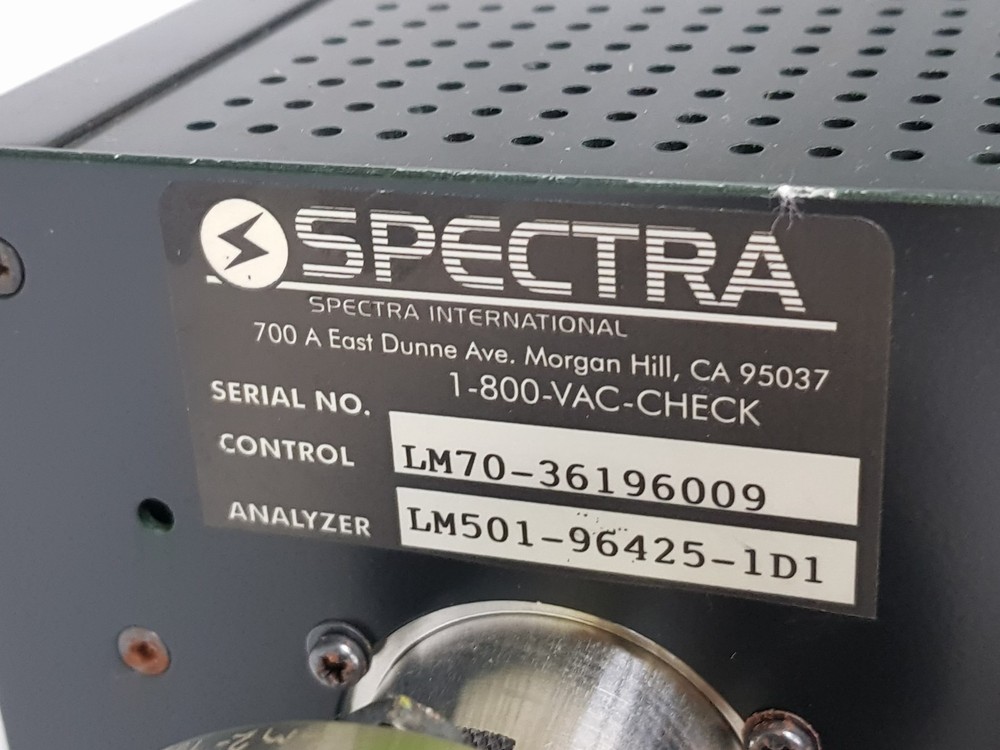 SPECTRA
SPECTRA INTERNATIONAL
700 A East Dunne Ave. Morgan Hill, CA 95037
1-800-VAC-CHECK
SERIAL NO.
CONTROL LM70-36196009
ANALYZER LM501-96425-1D1